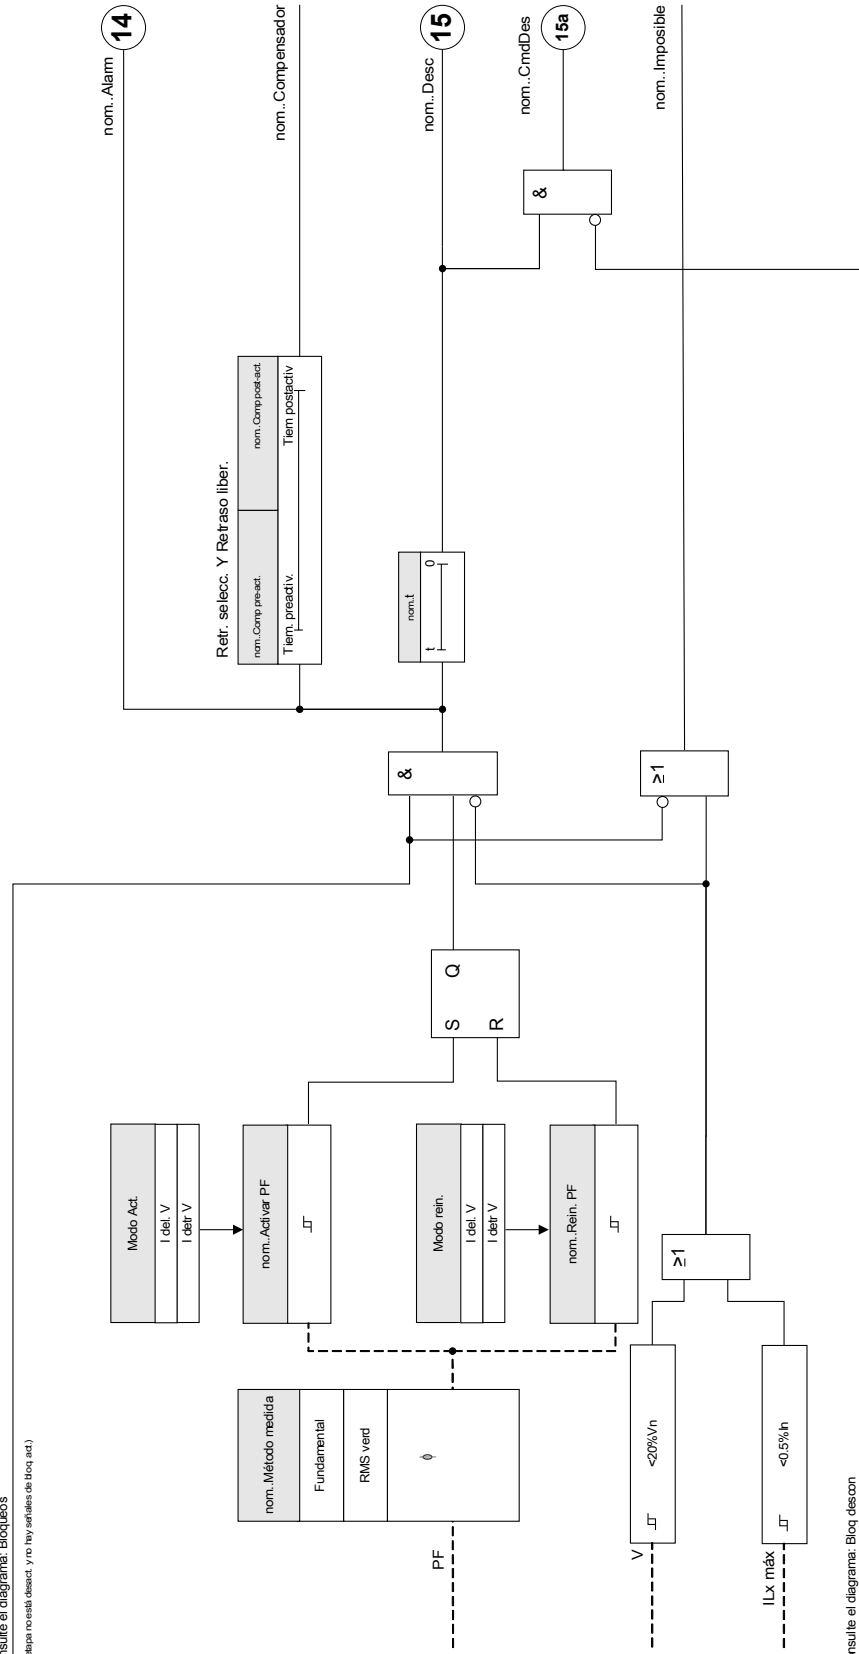 14
nom..Alarm
nom..Compensador
15
nom..Desc
15a
nom..CmdDes
nom..Imposible
&
Retr. selecc. Y Retraso liber.
nom..Comp pre-act.
nom..Comp post-act.
Tiem. preactiv.
Tiem postactiv
nom..t
t
0
&
≥1
S
Q
R
Modo Act.
I del. V
I detr V
nom..Activar PF
Modo rein.
I del. V
I detr V
nom..Rein. PF
≥1
nom..Método medida
Fundamental
RMS verd
ϕ
PF
V
<20%Vn
ILx máx
<0.5%In
nsulte el diagrama: Bloqueos
etapa no está desact. y no hay señales de bloq. act.)
nsulte el diagrama: Bloq descon